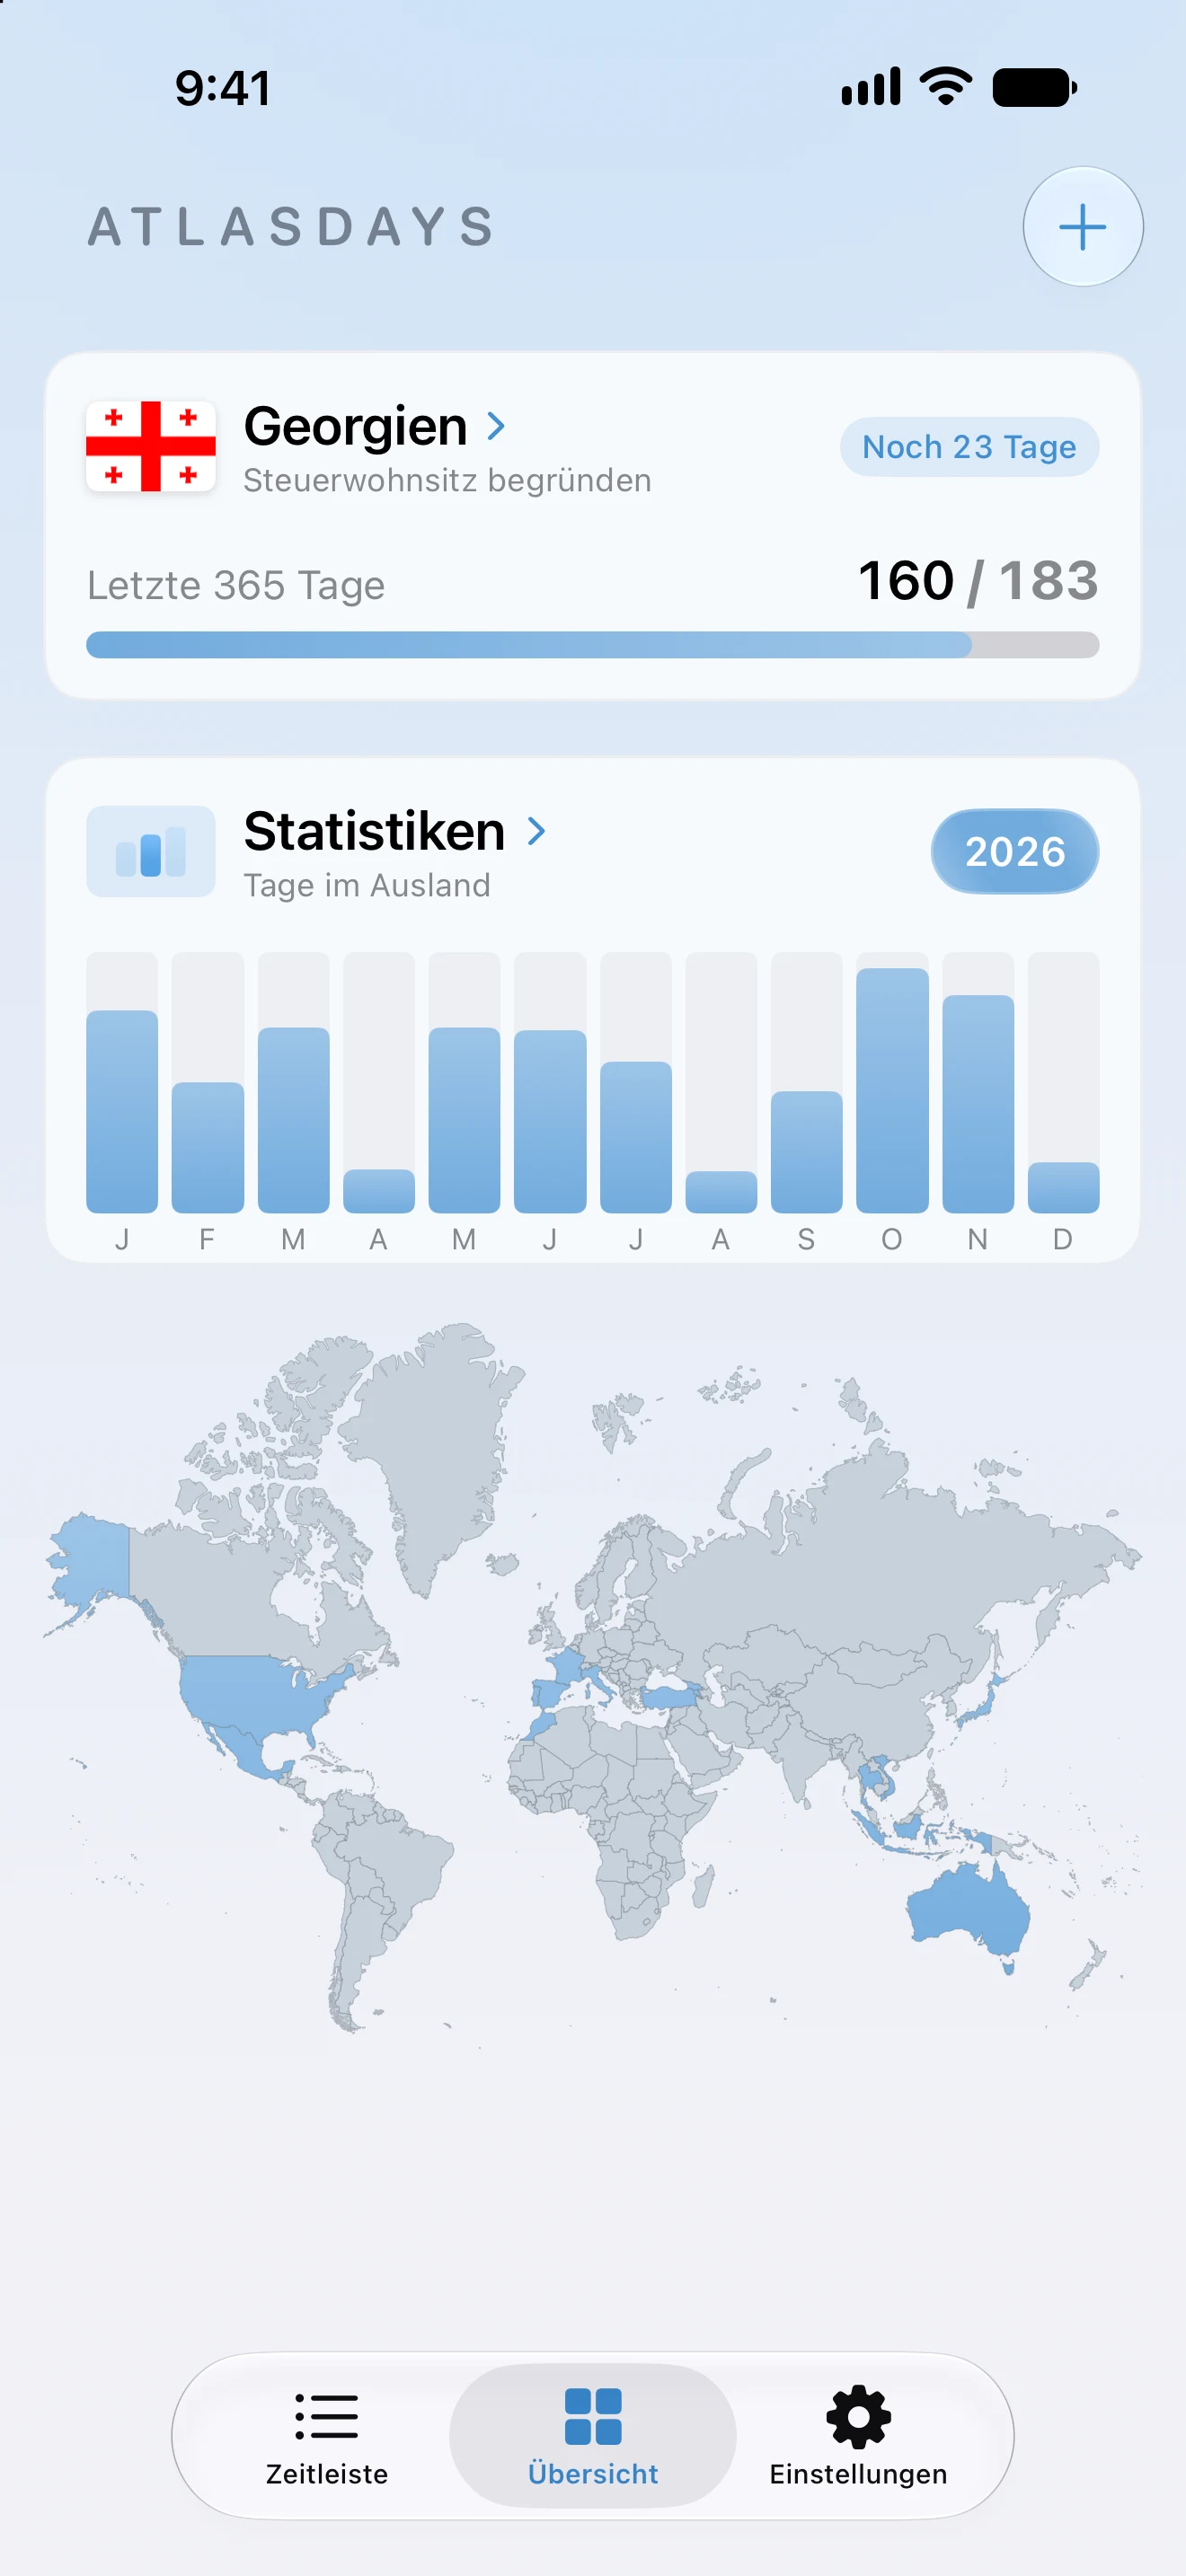 9:41
ATLASDAYS
Georgien
Noch 23 Tage
Steuerwohnsitz begründen
Letzte 365 Tage
160 / 183
Statistiken
2026
Tage im Ausland
J F M A M J J A S O N D
Zeitleiste
Übersicht
Einstellungen